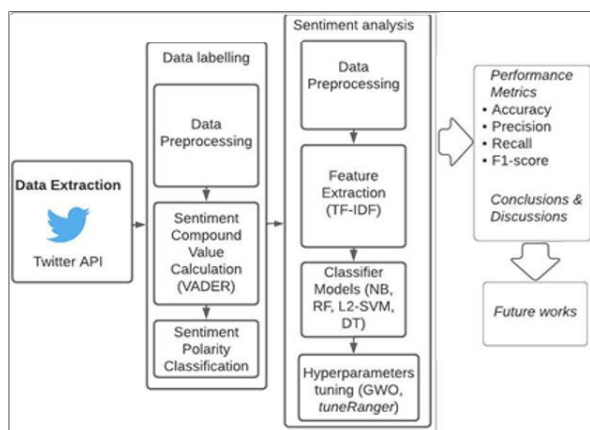 Data Extraction
Twitter API
Data labelling
Data
Preprocessing
Sentiment
Compound
Value
Calculation
(VADER)
Sentiment
Polarity
Classification
Sentiment analysis
Data
Preprocessing
Feature
Extraction
(TF-IDF)
Classifier
Models (NB,
RF, L2-SVM,
DT)
Hyperparameters
tuning (GWO,
tuneRanger)
Performance
Metrics
• Accuracy
• Precision
• Recall
• F1-score
Conclusions &
Discussions
Future works